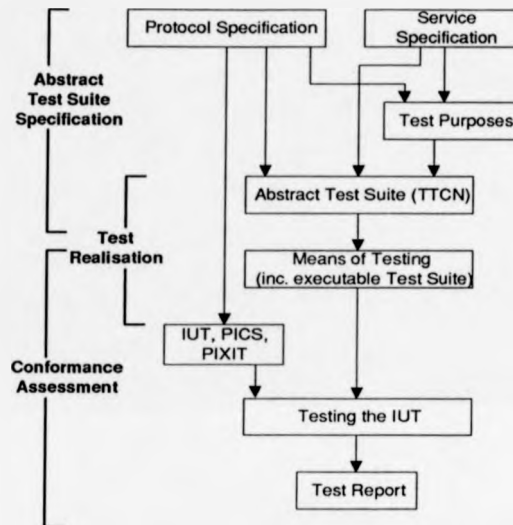 Protocol Specification
Service
Specification
Abstract
Test Suite
Specification
Test Purposes
Abstract Test Suite (TTCN)
Test
Realisation
Means of Testing
(inc. executable Test Suite)
IUT, PICS,
PIXIT
Conformance
Assessment
Testing the IUT
Test Report